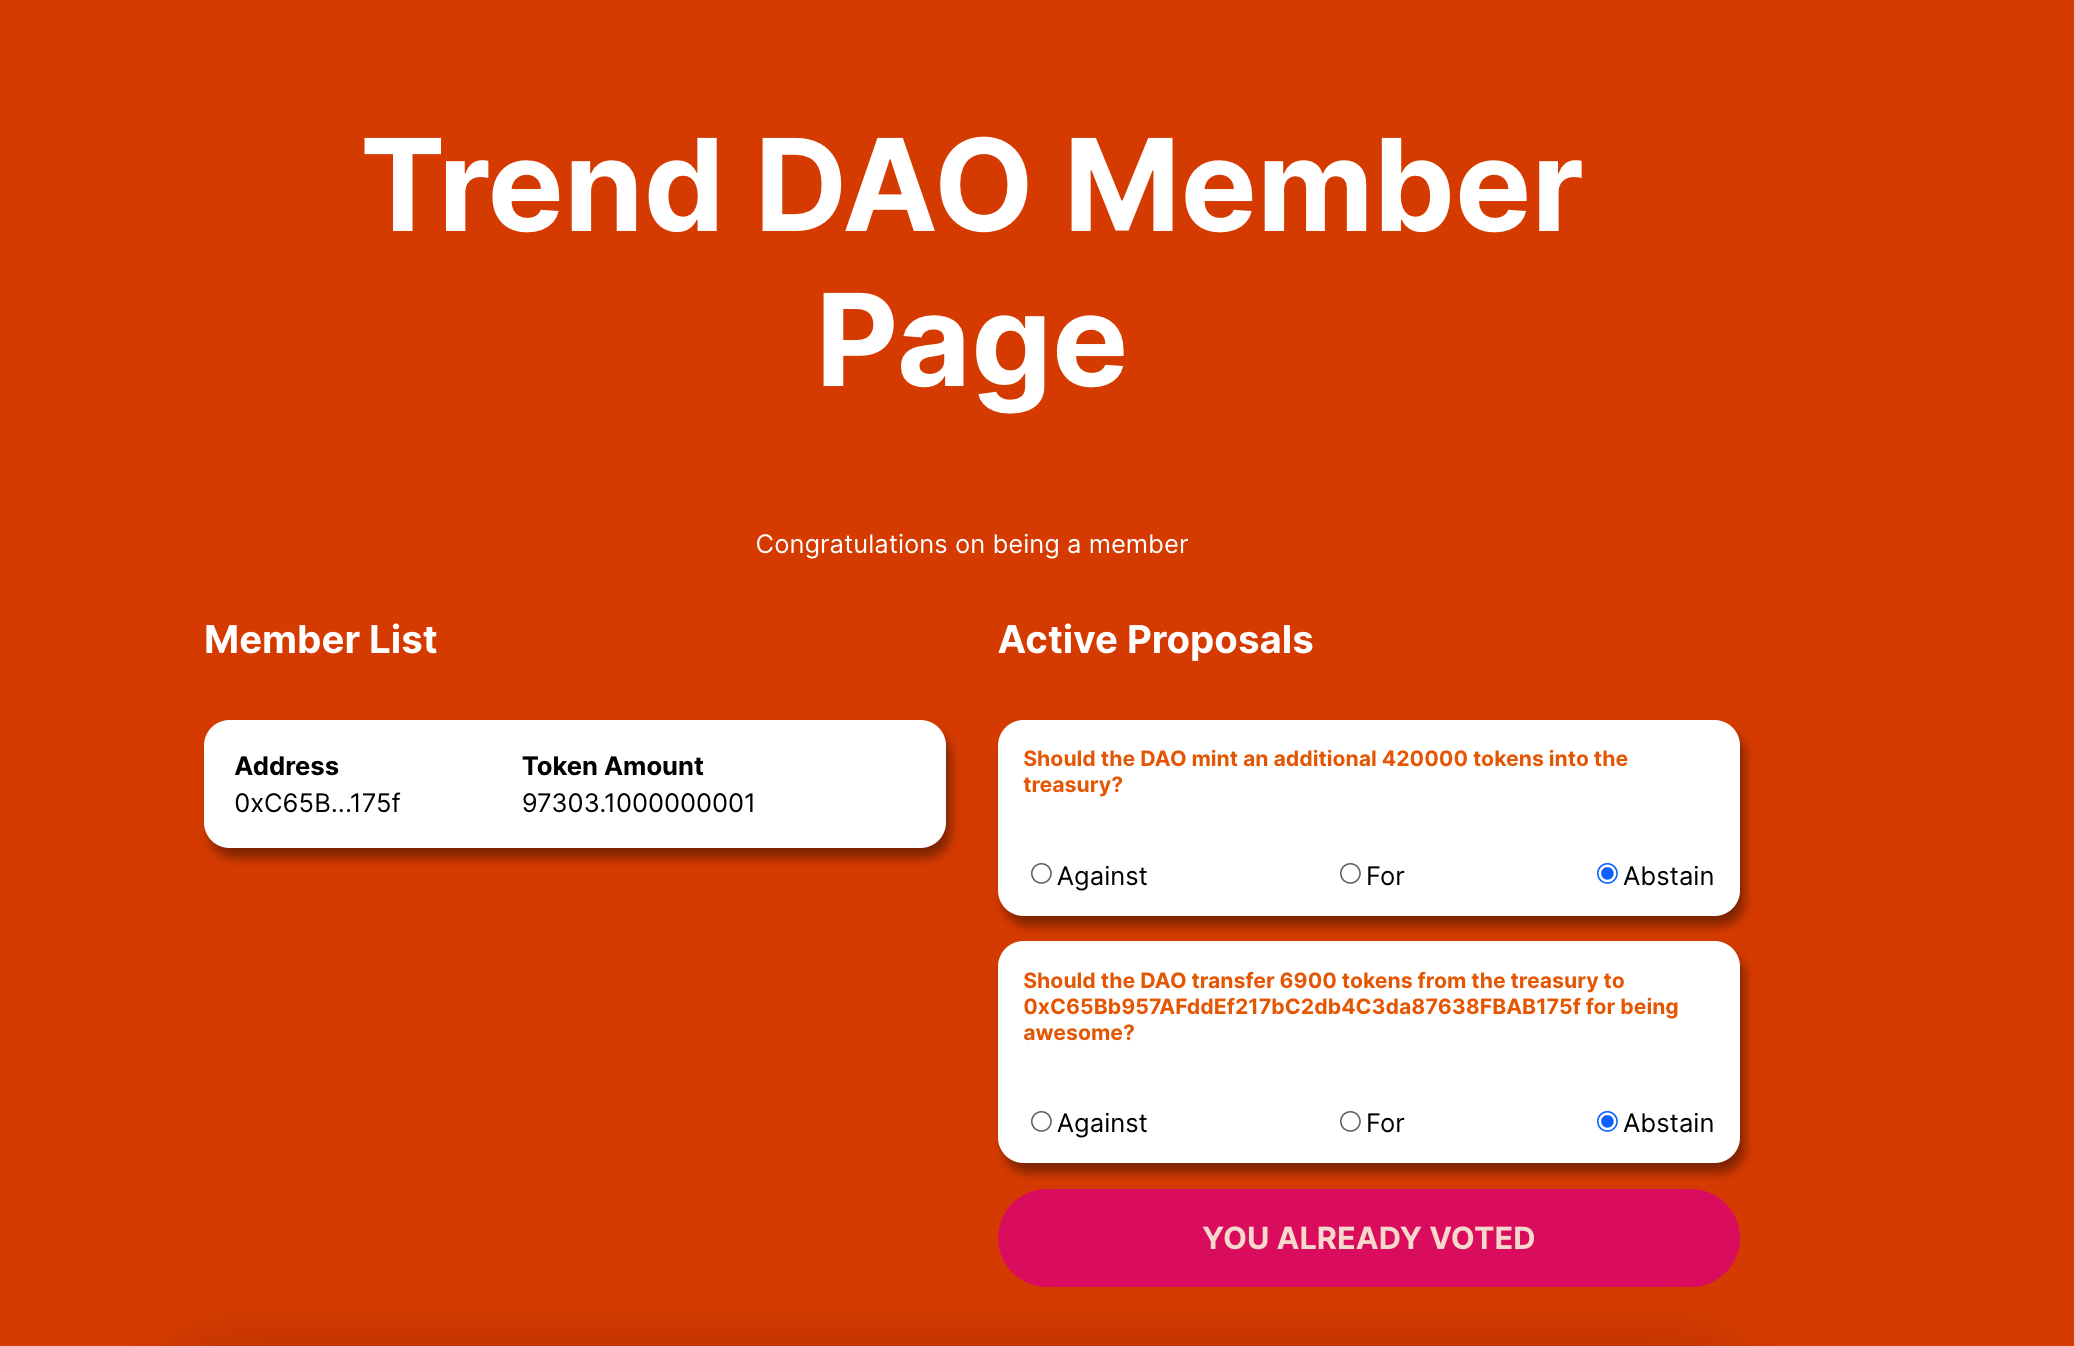 Trend DAO Member
Page
Congratulations on being a member
Member List
Address
Token Amount
0xC65B...175f
97303.1000000001
Active Proposals
Should the DAO mint an additional 420000 tokens into the
treasury?
Against
For
Abstain
Should the DAO transfer 6900 tokens from the treasury to
0xC65Bb957AFddEf217bC2db4C3da87638FBAB175f for being
awesome?
Against
For
Abstain
YOU ALREADY VOTED